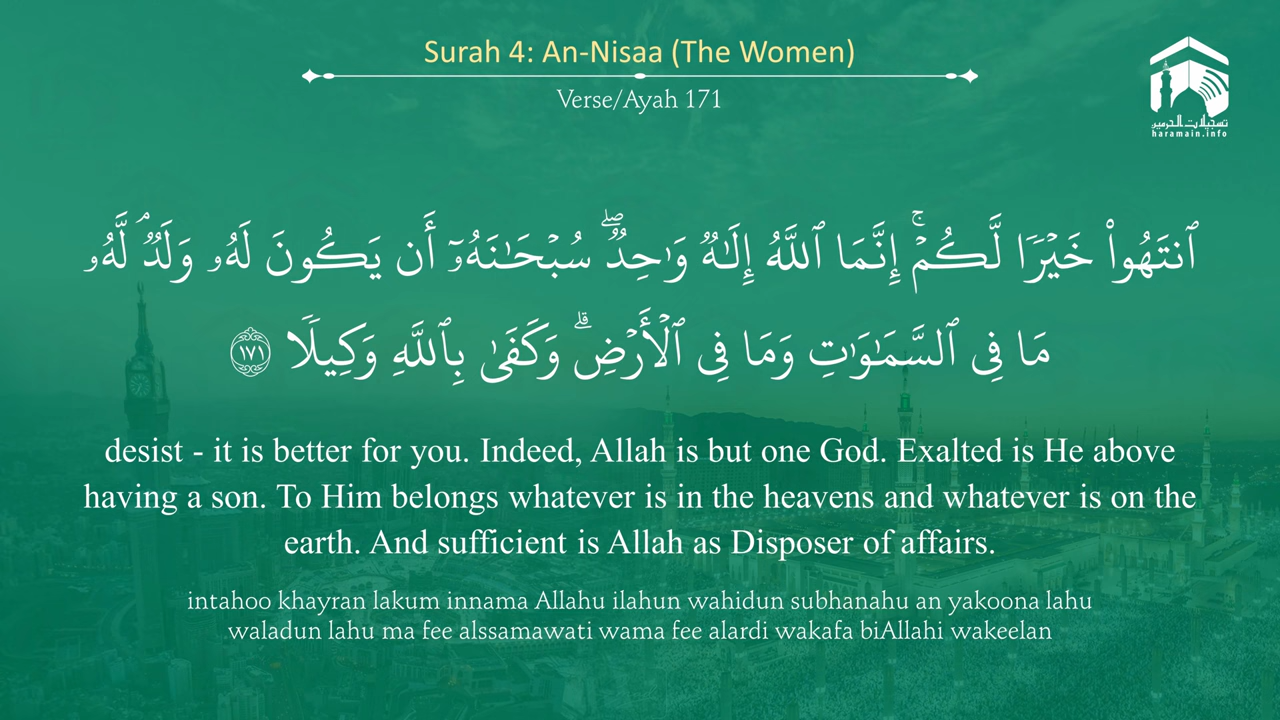 Surah 4: An-Nisaa (The Women)
Verse/Ayah 171
تسجيلات الحرمين
haramain.info
ٱنتَهُوا۟ خَيْرًۭا لَّكُمْ ۚ إِنَّمَا ٱللَّهُ إِلَـٰهٌۭ وَٰحِدٌۭ ۖ سُبْحَـٰنَهُۥٓ أَن يَكُونَ لَهُۥ وَلَدٌۭ ۘ لَّهُۥ
مَا فِى ٱلسَّمَـٰوَٰتِ وَمَا فِى ٱلْأَرْضِ ۗ وَكَفَىٰ بِٱللَّهِ وَكِيلًۭا ١٧١
desist - it is better for you. Indeed, Allah is but one God. Exalted is He above
having a son. To Him belongs whatever is in the heavens and whatever is on the
earth. And sufficient is Allah as Disposer of affairs.
intahoo khayran lakum innama Allahu ilahun wahidun subhanahu an yakoona lahu
waladun lahu ma fee alssamawati wama fee alardi wakafa biAllahi wakeelan